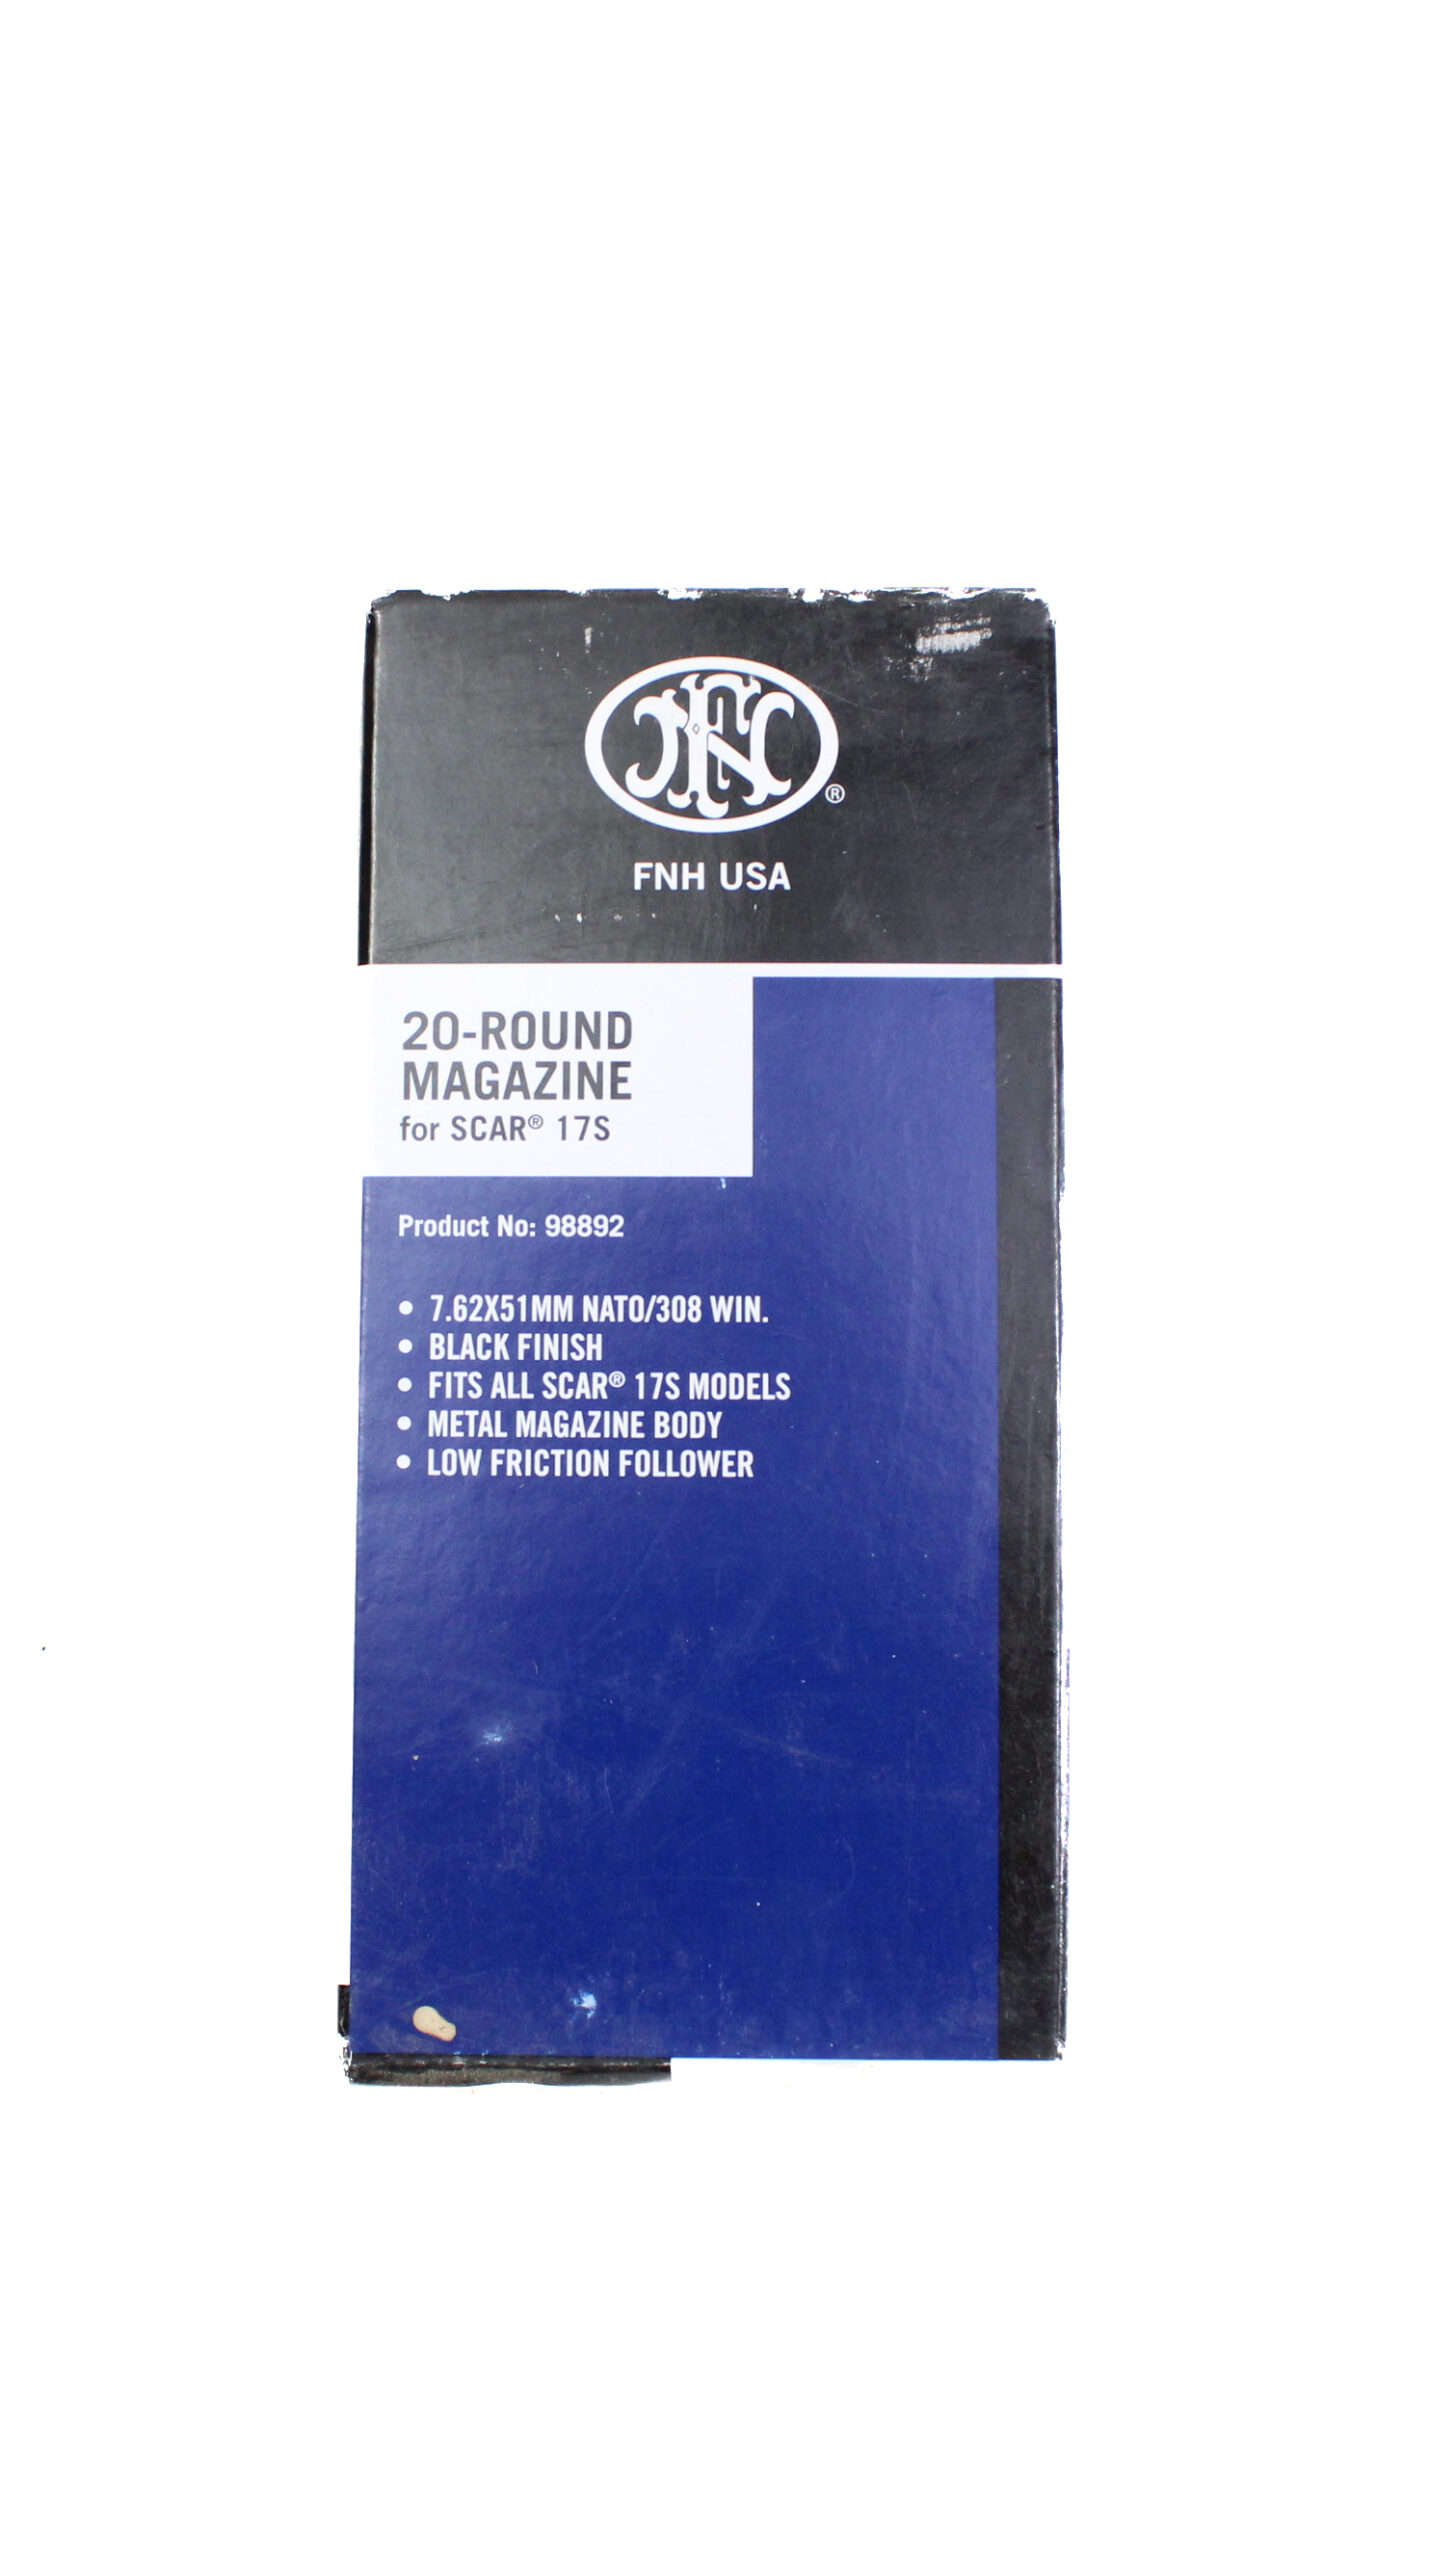 FN®
FNH USA
20-ROUND
MAGAZINE
for SCAR® 17S
Product No: 98892
• 7.62X51MM NATO/308 WIN.
• BLACK FINISH
• FITS ALL SCAR® 17S MODELS
• METAL MAGAZINE BODY
• LOW FRICTION FOLLOWER